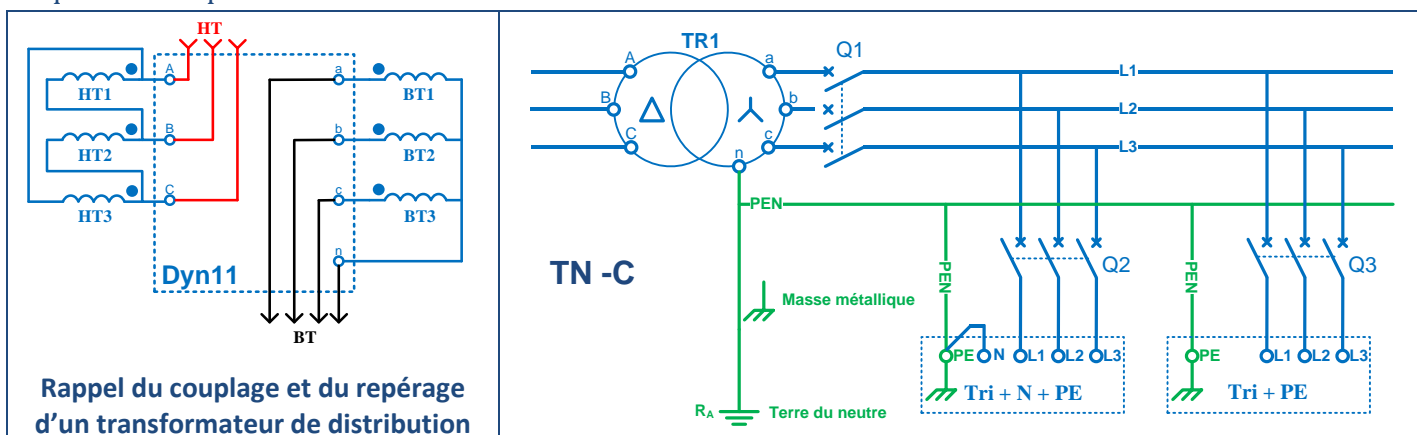 HT
A
HT1
B
HT2
C
HT3
a
BT1
b
BT2
c
BT3
n
Dyn11
BT
Rappel du couplage et du repérage
d’un transformateur de distribution
TR1
Q1
A
B
C
a
b
c
n
L1
L2
L3
PEN
TN -C
Masse métallique
PEN
Q2
PEN
Q3
PE
N
L1
L2
L3
Tri + N + PE
PE
L1
L2
L3
Tri + PE
RA
Terre du neutre